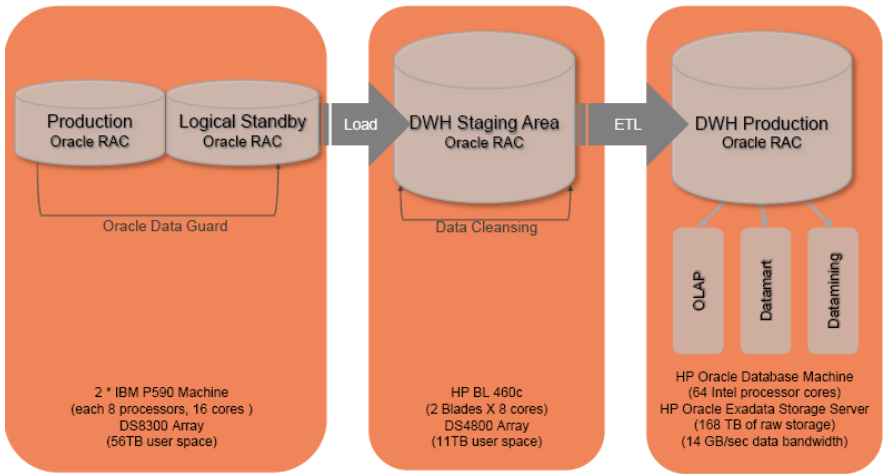 Production
Oracle RAC
Logical Standby
Oracle RAC
Oracle Data Guard
2 * IBM P590 Machine
(each 8 processors, 16 cores )
DS8300 Array
(56TB user space)
Load
DWH Staging Area
Oracle RAC
Data Cleansing
HP BL 460c
(2 Blades X 8 cores)
DS4800 Array
(11TB user space)
ETL
DWH Production
Oracle RAC
OLAP
Datamart
Datamining
HP Oracle Database Machine
(64 Intel processor cores)
HP Oracle Exadata Storage Server
(168 TB of raw storage)
(14 GB/sec data bandwidth)